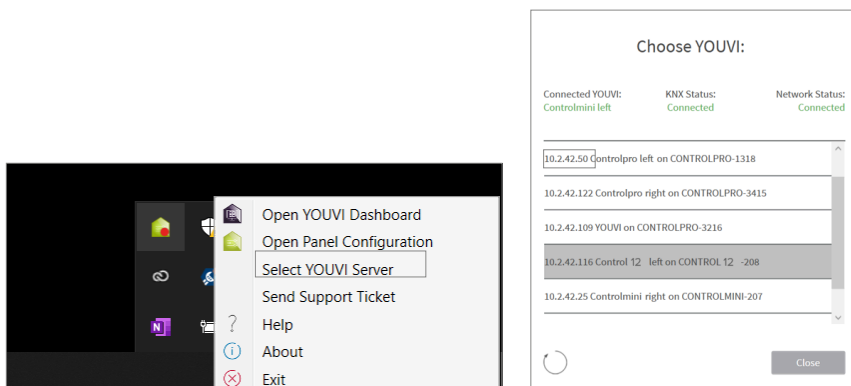 Open YOUVI Dashboard
Open Panel Configuration
Select YOUVI Server
Send Support Ticket
? Help
About
Exit
N
Choose YOUVI:
Connected YOUVI: KNX Status: Network Status:
Controlmini left Connected Connected
10.2.42.50 Controlpro left on CONTROLPRO-1318
10.2.42.122 Controlpro right on CONTROLPRO-3415
10.2.42.109 YOUVI on CONTROLPRO-3216
10.2.42.116 Control 12 left on CONTROL 12 -208
10.2.42.25 Controlmini right on CONTROLMINI-207
Close